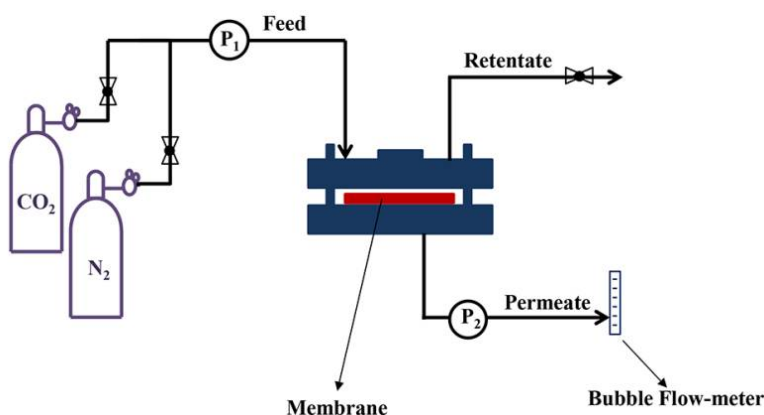 P₁
Feed
Retentate
CO₂
N₂
P₂
Permeate
Membrane
Bubble Flow-meter